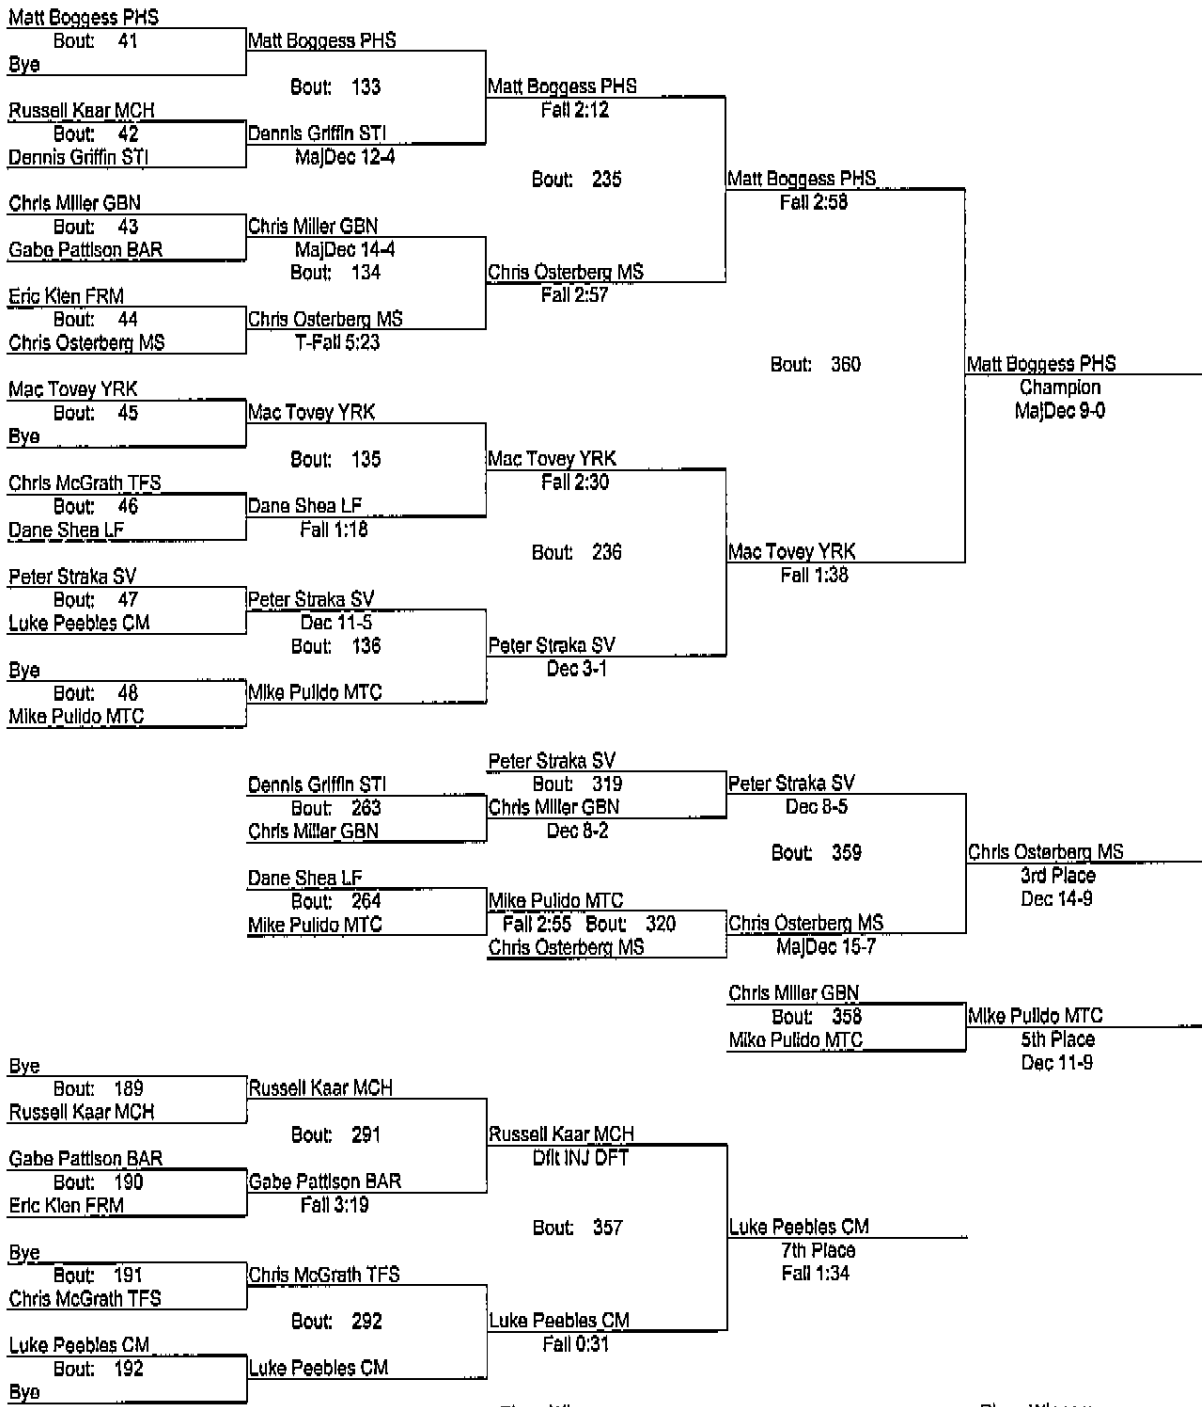 Matt Boggess PHS
Bout: 41
Matt Boggess PHS
Bye
Bout: 133
Matt Boggess PHS
Fall 2:12
Russell Kaar MCH
Bout: 42
Dennis Griffin STI
Dennis Griffin STI
MajDec 12-4
Bout: 235
Matt Boggess PHS
Fall 2:58
Chris Miller GBN
Bout: 43
Chris Miller GBN
Gabe Pattison BAR
MajDec 14-4
Bout: 134
Chris Osterberg MS
Fall 2:57
Eric Klen FRM
Bout: 44
Chris Osterberg MS
Chris Osterberg MS
T-Fall 5:23
Bout: 360
Matt Boggess PHS
Champion
MajDec 9-0
Mac Tovey YRK
Bout: 45
Mac Tovey YRK
Bye
Bout: 135
Mac Tovey YRK
Fall 2:30
Chris McGrath TFS
Bout: 46
Dane Shea LF
Dane Shea LF
Fall 1:18
Bout: 236
Mac Tovey YRK
Fall 1:38
Peter Straka SV
Bout: 47
Peter Straka SV
Luke Peebles CM
Dec 11-5
Bout: 136
Peter Straka SV
Dec 3-1
Bye
Bout: 48
Mike Pulido MTC
Mike Pulido MTC
Peter Straka SV
Dennis Griffin STI
Bout: 319
Peter Straka SV
Bout: 263
Chris Miller GBN
Dec 8-5
Chris Miller GBN
Dec 8-2
Bout: 359
Chris Osterberg MS
3rd Place
Dec 14-9
Dane Shea LF
Bout: 264
Mike Pulido MTC
Mike Pulido MTC
Fall 2:55 Bout: 320
Chris Osterberg MS
Chris Osterberg MS
MajDec 15-7
Chris Miller GBN
Bout: 358
Mike Pulido MTC
Mike Pulido MTC
5th Place
Dec 11-9
Bye
Bout: 189
Russell Kaar MCH
Russell Kaar MCH
Bout: 291
Russell Kaar MCH
Dflt INJ DFT
Gabe Pattison BAR
Bout: 190
Gabe Pattison BAR
Eric Klen FRM
Fall 3:19
Bout: 357
Luke Peebles CM
7th Place
Fall 1:34
Bye
Bout: 191
Chris McGrath TFS
Chris McGrath TFS
Bout: 292
Luke Peebles CM
Fall 0:31
Luke Peebles CM
Bout: 192
Luke Peebles CM
Bye